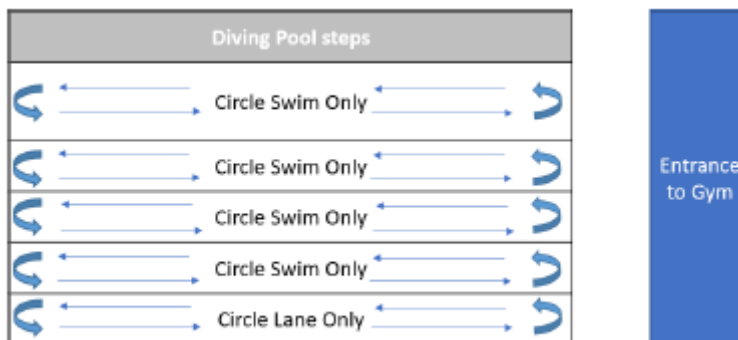 Diving Pool steps
Circle Swim Only
Circle Swim Only
Circle Swim Only
Circle Swim Only
Circle Lane Only
Entrance
to Gym